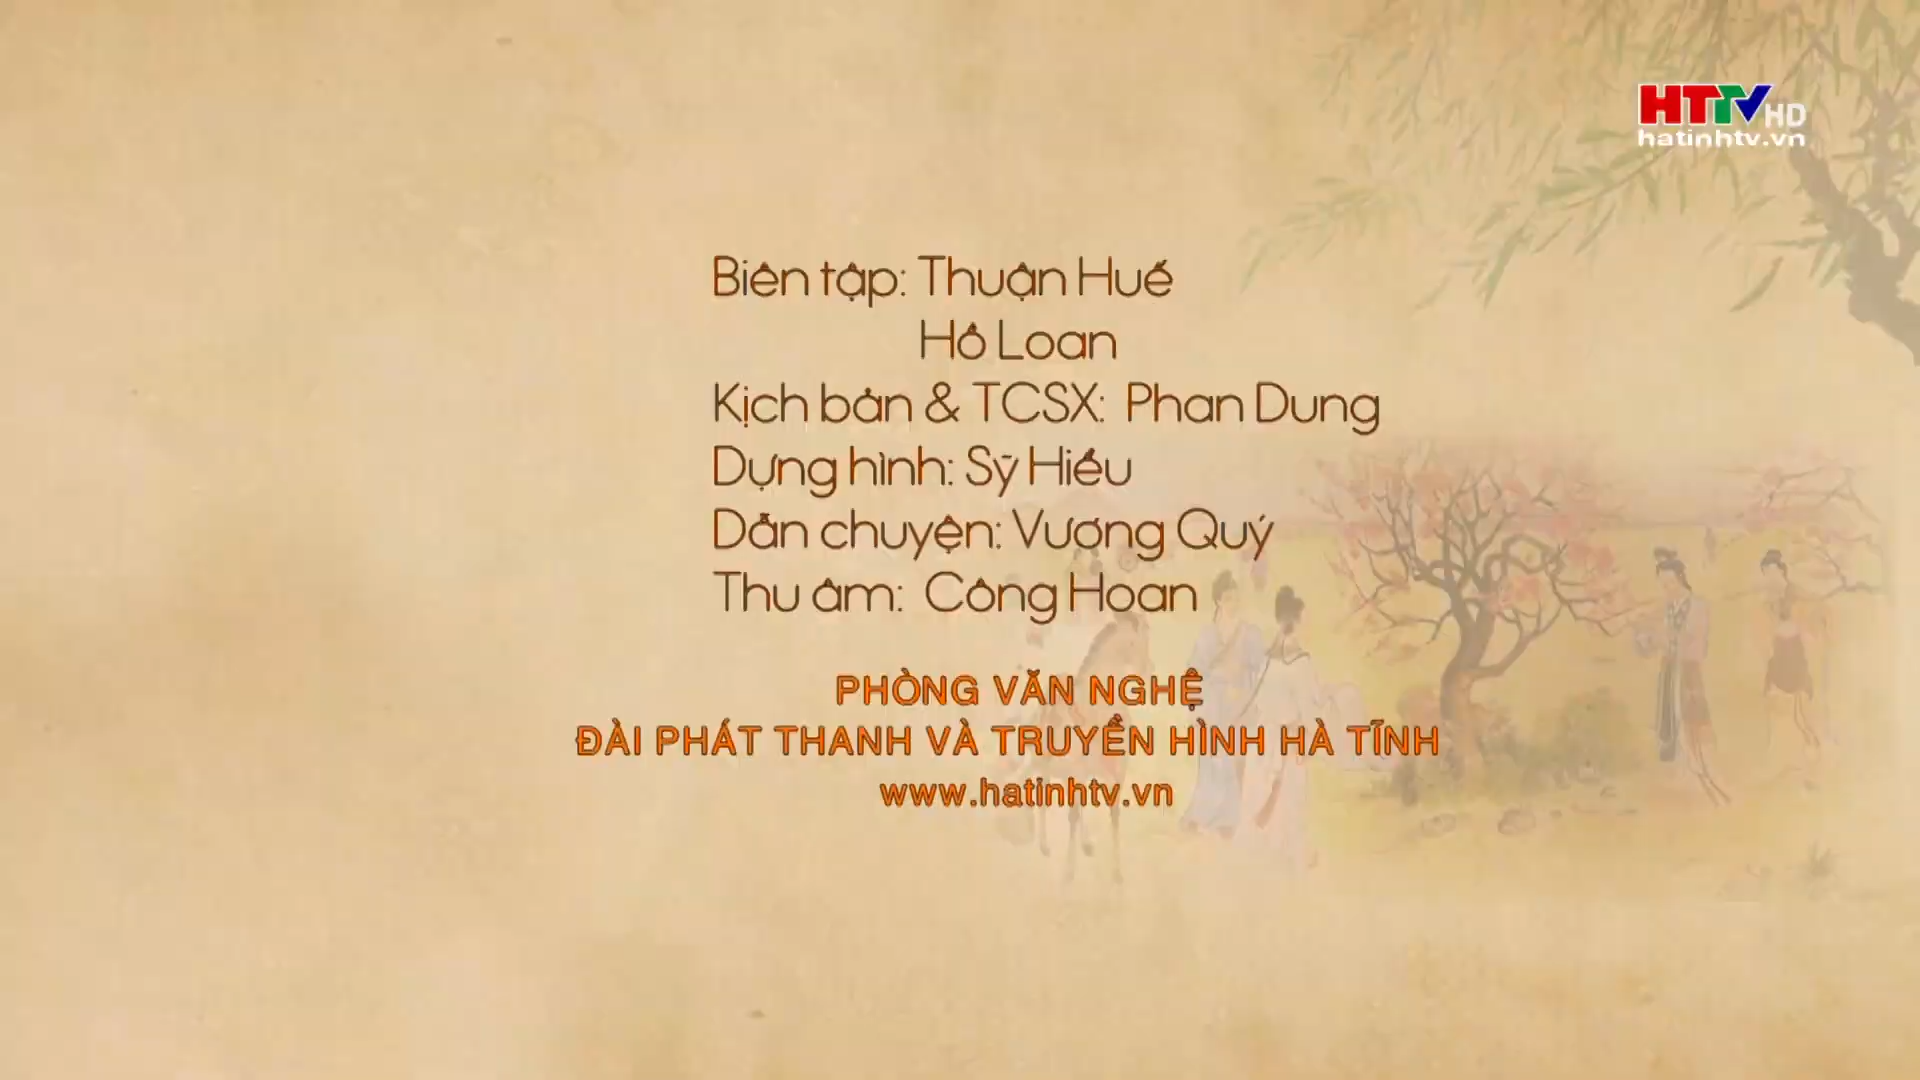 HTTV HD
hatinhtv.vn
Biên tập: Thuận Huế
Hồ Loan
Kịch bản & TCSX: Phan Dung
Dựng hình: Sỹ Hiếu
Dẫn chuyện: Vương Quý
Thu âm: Công Hoan
PHÒNG VĂN NGHỆ
ĐÀI PHÁT THANH VÀ TRUYỀN HÌNH HÀ TĨNH
www.hatinhtv.vn